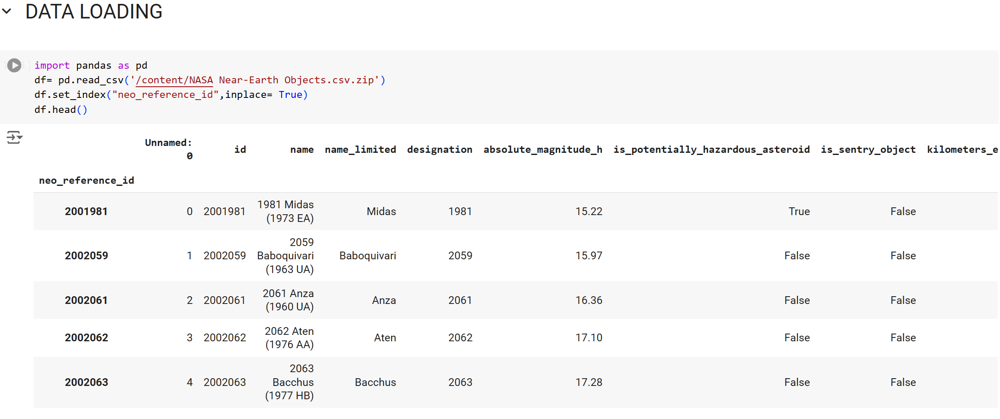 DATA LOADING
import pandas as pd
df= pd.read_csv('/content/NASA Near-Earth Objects.csv.zip')
df.set_index("neo_reference_id",inplace= True)
df.head()
Unnamed: 0 id name name_limited designation absolute_magnitude_h is_potentially_hazardous_asteroid is_sentry_object kilometers_e
neo_reference_id
2001981 0 2001981 1981 Midas (1973 EA) Midas 1981 15.22 True False
2002059 1 2002059 2059 Baboquivari (1963 UA) Baboquivari 2059 15.97 False False
2002061 2 2002061 2061 Anza (1960 UA) Anza 2061 16.36 False False
2002062 3 2002062 2062 Aten (1976 AA) Aten 2062 17.10 False False
2002063 4 2002063 2063 Bacchus (1977 HB) Bacchus 2063 17.28 False False